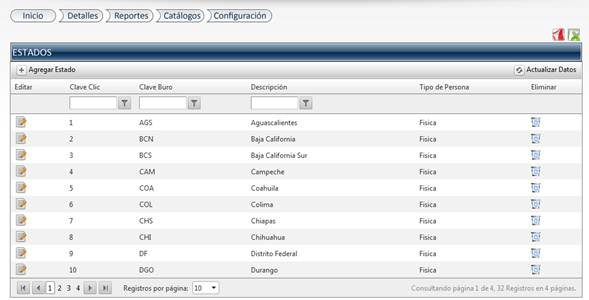 Inicio Detalles Reportes Catálogos Configuración
ESTADOS
Agregar Estado Actualizar Datos
Editar Clave Clic Clave Buro Descripción Tipo de Persona Eliminar
1 AGS Aguascalientes Fisica
2 BCN Baja California Fisica
3 BCS Baja California Sur Fisica
4 CAM Campeche Fisica
5 COA Coahuila Fisica
6 COL Colima Fisica
7 CHS Chiapas Fisica
8 CHI Chihuahua Fisica
9 DF Distrito Federal Fisica
10 DGO Durango Fisica
1 2 3 4 Registros por página: 10 Consultando página 1 de 4, 32 Registros en 4 páginas.